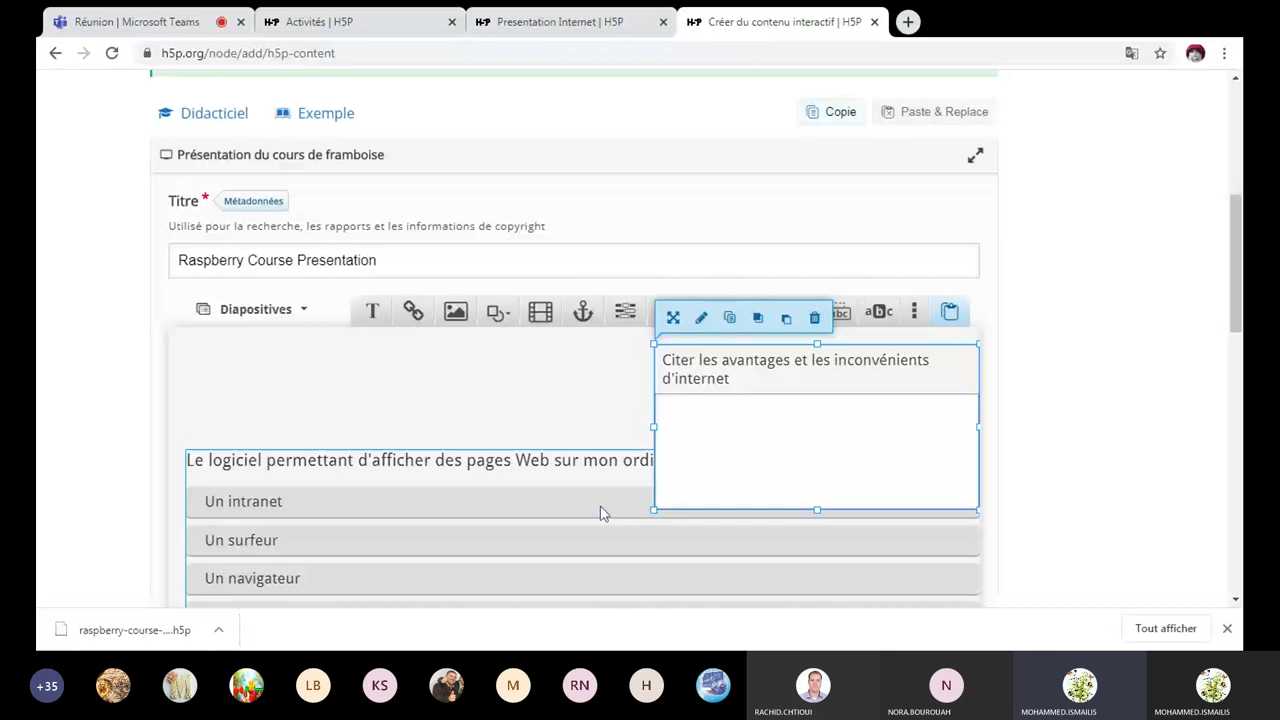 Réunion | Microsoft Teams
H-P Activités | H5P
H-P Presentation Internet | H5P
H-P Créer du contenu interactif | H5P
h5p.org/node/add/h5p-content
Didacticiel
Exemple
Copie
Paste & Replace
Présentation du cours de framboise
Titre *
Métadonnées
Utilisé pour la recherche, les rapports et les informations de copyright
Raspberry Course Presentation
Diapositives
T
abc
abc
Citer les avantages et les inconvénients
d'internet
Le logiciel permettant d'afficher des pages Web sur mon ordi
Un intranet
Un surfeur
Un navigateur
raspberry-course-....h5p
Tout afficher
+35
LB
KS
M
RN
H
N
RACHID.CHTIOUI
NORA.BOUROUAH
MOHAMMED.ISMAILIS
MOHAMMED.ISMAILIS